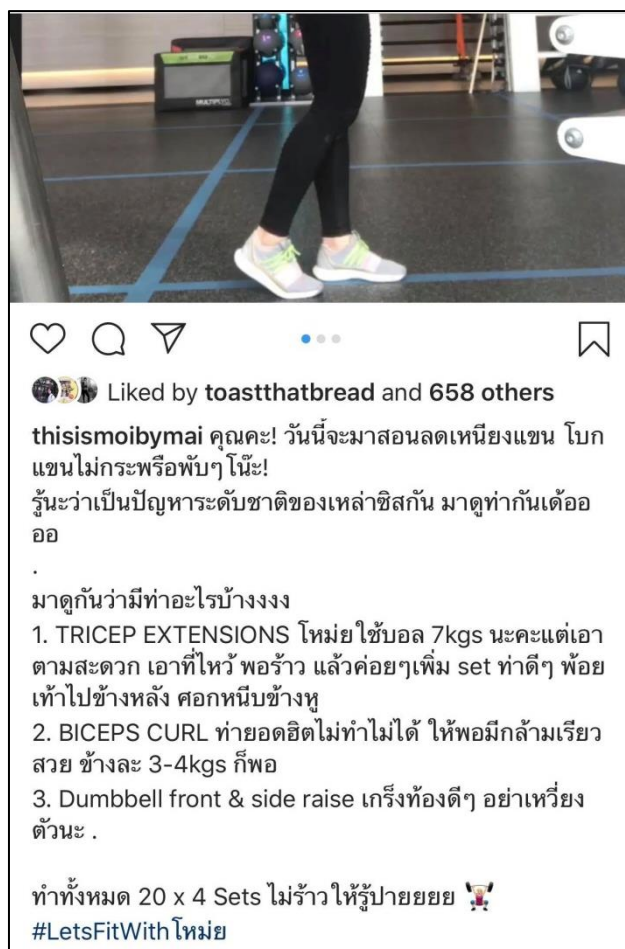 MULTIPL
Liked by toastthatbread and 658 others
thisismoibymai คุณคะ! วันนี้จะมาสอนลดเหนียงแขน โบก
แขนไม่กระพรือพับๆโน๊ะ!
รู้นะว่าเป็นปัญหาระดับชาติของเหล่าซิสกัน มาดูท่ากันเด้ออ
ออ
.
มาดูกันว่ามีท่าอะไรบ้างงงง
1. TRICEP EXTENSIONS โหม่ยใช้บอล 7kgs นะคะแต่เอา
ตามสะดวก เอาที่ไหว้ พอร้าว แล้วค่อยๆเพิ่ม set ท่าดีๆ พ้อย
เท้าไปข้างหลัง ศอกหนีบข้างหู
2. BICEPS CURL ท่ายอดฮิตไม่ทำไม่ได้ ให้พอมีกล้ามเรียว
สวย ข้างละ 3-4kgs ก็พอ
3. Dumbbell front & side raise เกร็งท้องดีๆ อย่าเหวี่ยง
ตัวนะ .
ทำทั้งหมด 20 x 4 Sets ไม่ร้าวให้รู้ปายยยย
#LetsFitWithโหม่ย